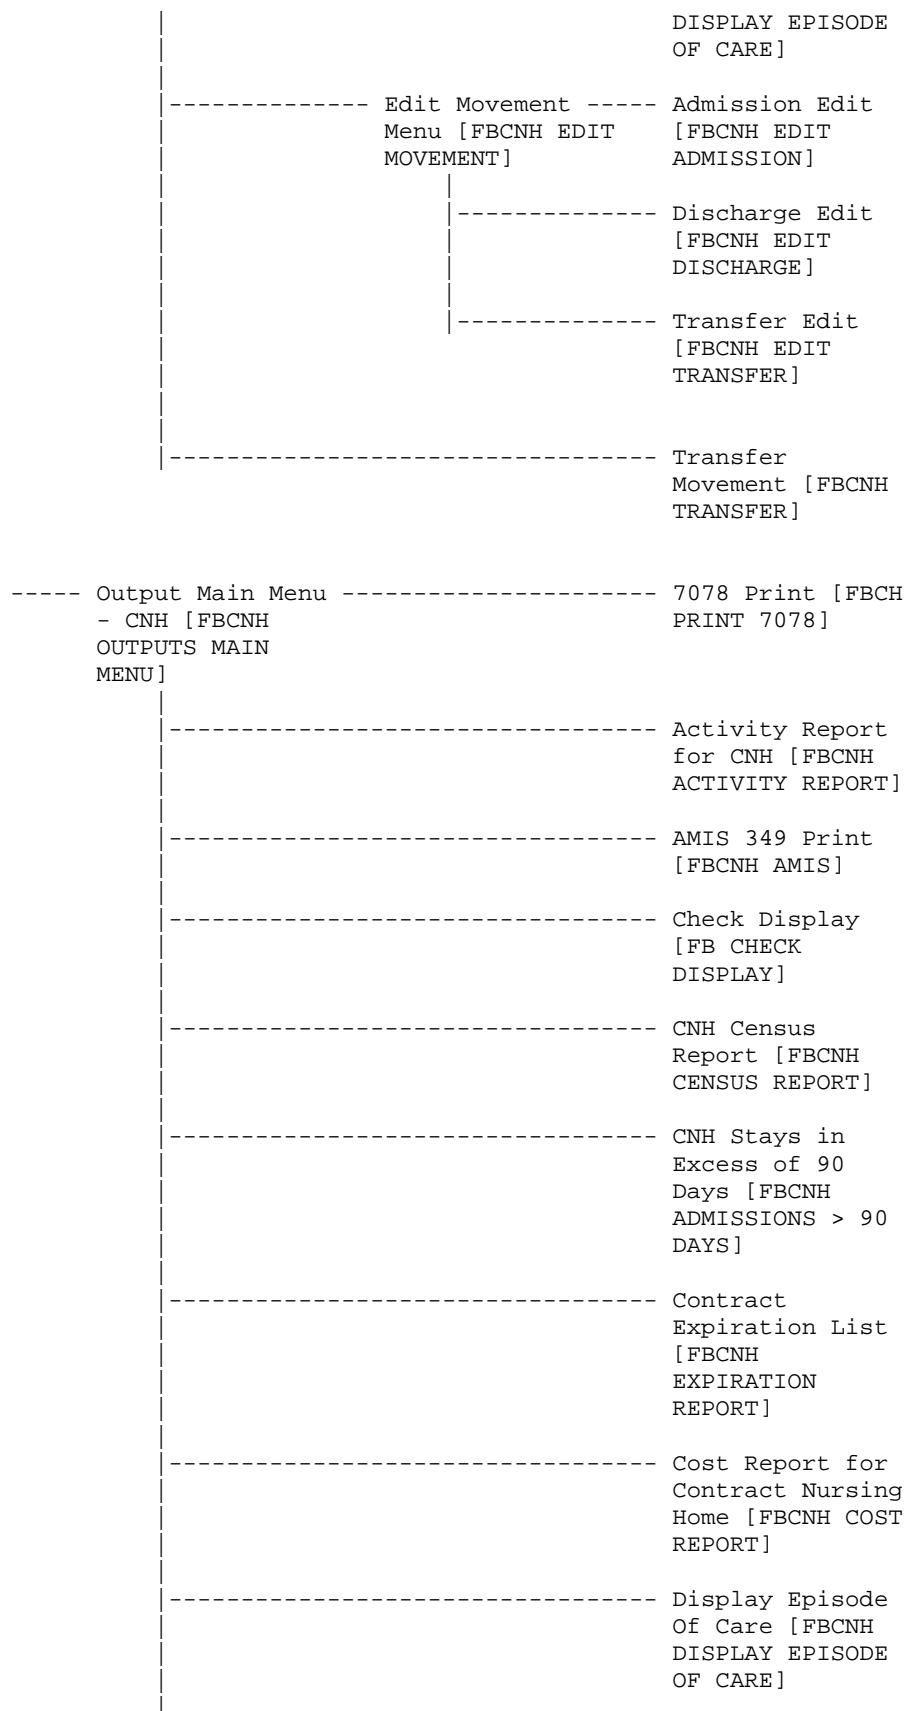 DISPLAY EPISODE
OF CARE]
|-------------- Edit Movement ----- Admission Edit
Menu [FBCNH EDIT [FBCNH EDIT
MOVEMENT] ADMISSION]
|-------------- Discharge Edit
[FBCNH EDIT
DISCHARGE]
|-------------- Transfer Edit
[FBCNH EDIT
TRANSFER]
|---------------------------------- Transfer
Movement [FBCNH
TRANSFER]
----- Output Main Menu ---------------------- 7078 Print [FBCH
- CNH [FBCNH PRINT 7078]
OUTPUTS MAIN
MENU]
|---------------------------------- Activity Report
for CNH [FBCNH
ACTIVITY REPORT]
|---------------------------------- AMIS 349 Print
[FBCNH AMIS]
|---------------------------------- Check Display
[FB CHECK
DISPLAY]
|---------------------------------- CNH Census
Report [FBCNH
CENSUS REPORT]
|---------------------------------- CNH Stays in
Excess of 90
Days [FBCNH
ADMISSIONS > 90
DAYS]
|---------------------------------- Contract
Expiration List
[FBCNH
EXPIRATION
REPORT]
|---------------------------------- Cost Report for
Contract Nursing
Home [FBCNH COST
REPORT]
|---------------------------------- Display Episode
Of Care [FBCNH
DISPLAY EPISODE
OF CARE]